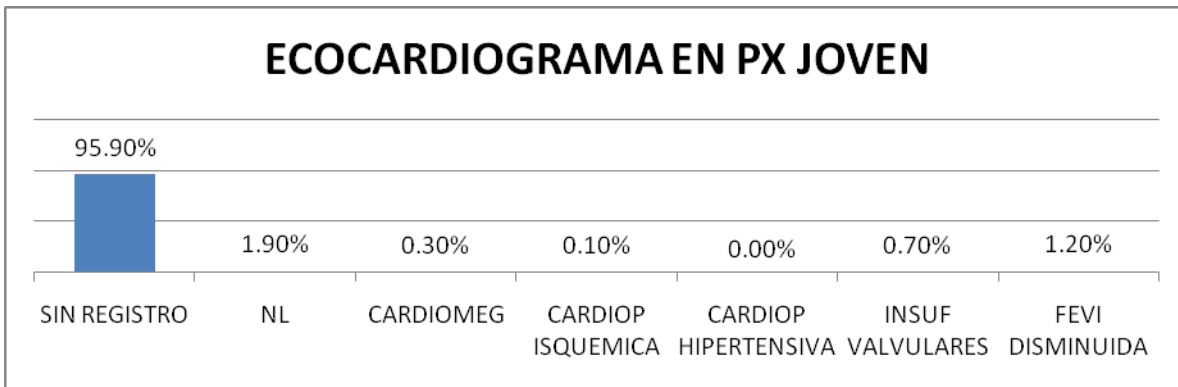 ECOCARDIOGRAMA EN PX JOVEN
95.90%
1.90%
0.30%
0.10%
0.00%
0.70%
1.20%
SIN REGISTRO
NL
CARDIOMEG
CARDIOP
ISQUEMICA
CARDIOP
HIPERTENSIVA
INSUF
VALVULARES
FEVI
DISMINUIDA